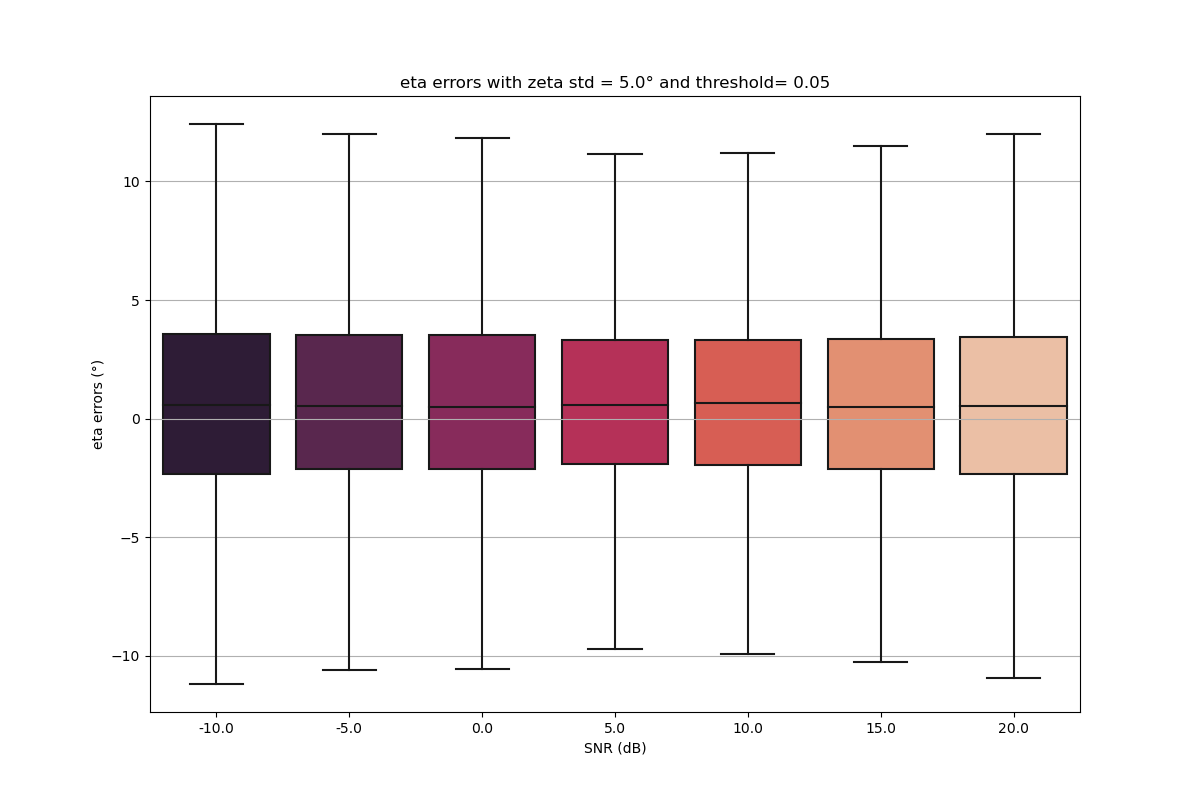 eta errors with zeta std = 5.0° and threshold= 0.05
10
5
0
−5
−10
eta errors (°)
-10.0 -5.0 0.0 5.0 10.0 15.0 20.0
SNR (dB)